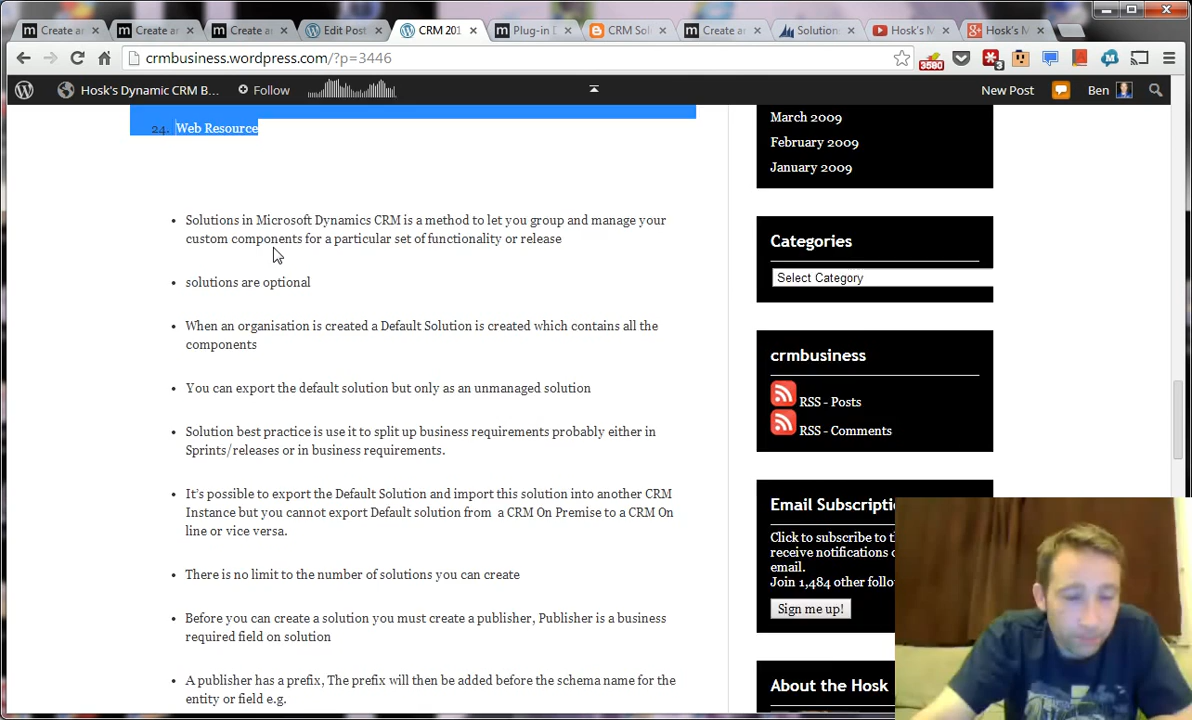 Create ar
Create ar
Create ar
Edit Post
CRM 201
Plug-in D
CRM Sol
Create ar
Solution
Hosk's M
Hosk's M
crmbusiness.wordpress.com/?p=3446
3580
3
Hosk's Dynamic CRM B...
Follow
New Post
Ben
24. Web Resource
• Solutions in Microsoft Dynamics CRM is a method to let you group and manage your
custom components for a particular set of functionality or release
• solutions are optional
• When an organisation is created a Default Solution is created which contains all the
components
• You can export the default solution but only as an unmanaged solution
• Solution best practice is use it to split up business requirements probably either in
Sprints/releases or in business requirements.
• It's possible to export the Default Solution and import this solution into another CRM
Instance but you cannot export Default solution from a CRM On Premise to a CRM On
line or vice versa.
• There is no limit to the number of solutions you can create
• Before you can create a solution you must create a publisher, Publisher is a business
required field on solution
• A publisher has a prefix, The prefix will then be added before the schema name for the
entity or field e.g.
March 2009
February 2009
January 2009
Categories
Select Category
crmbusiness
RSS - Posts
RSS - Comments
Email Subscripti
Click to subscribe to t
receive notifications
email.
Join 1,484 other follo
Sign me up!
About the Hosk